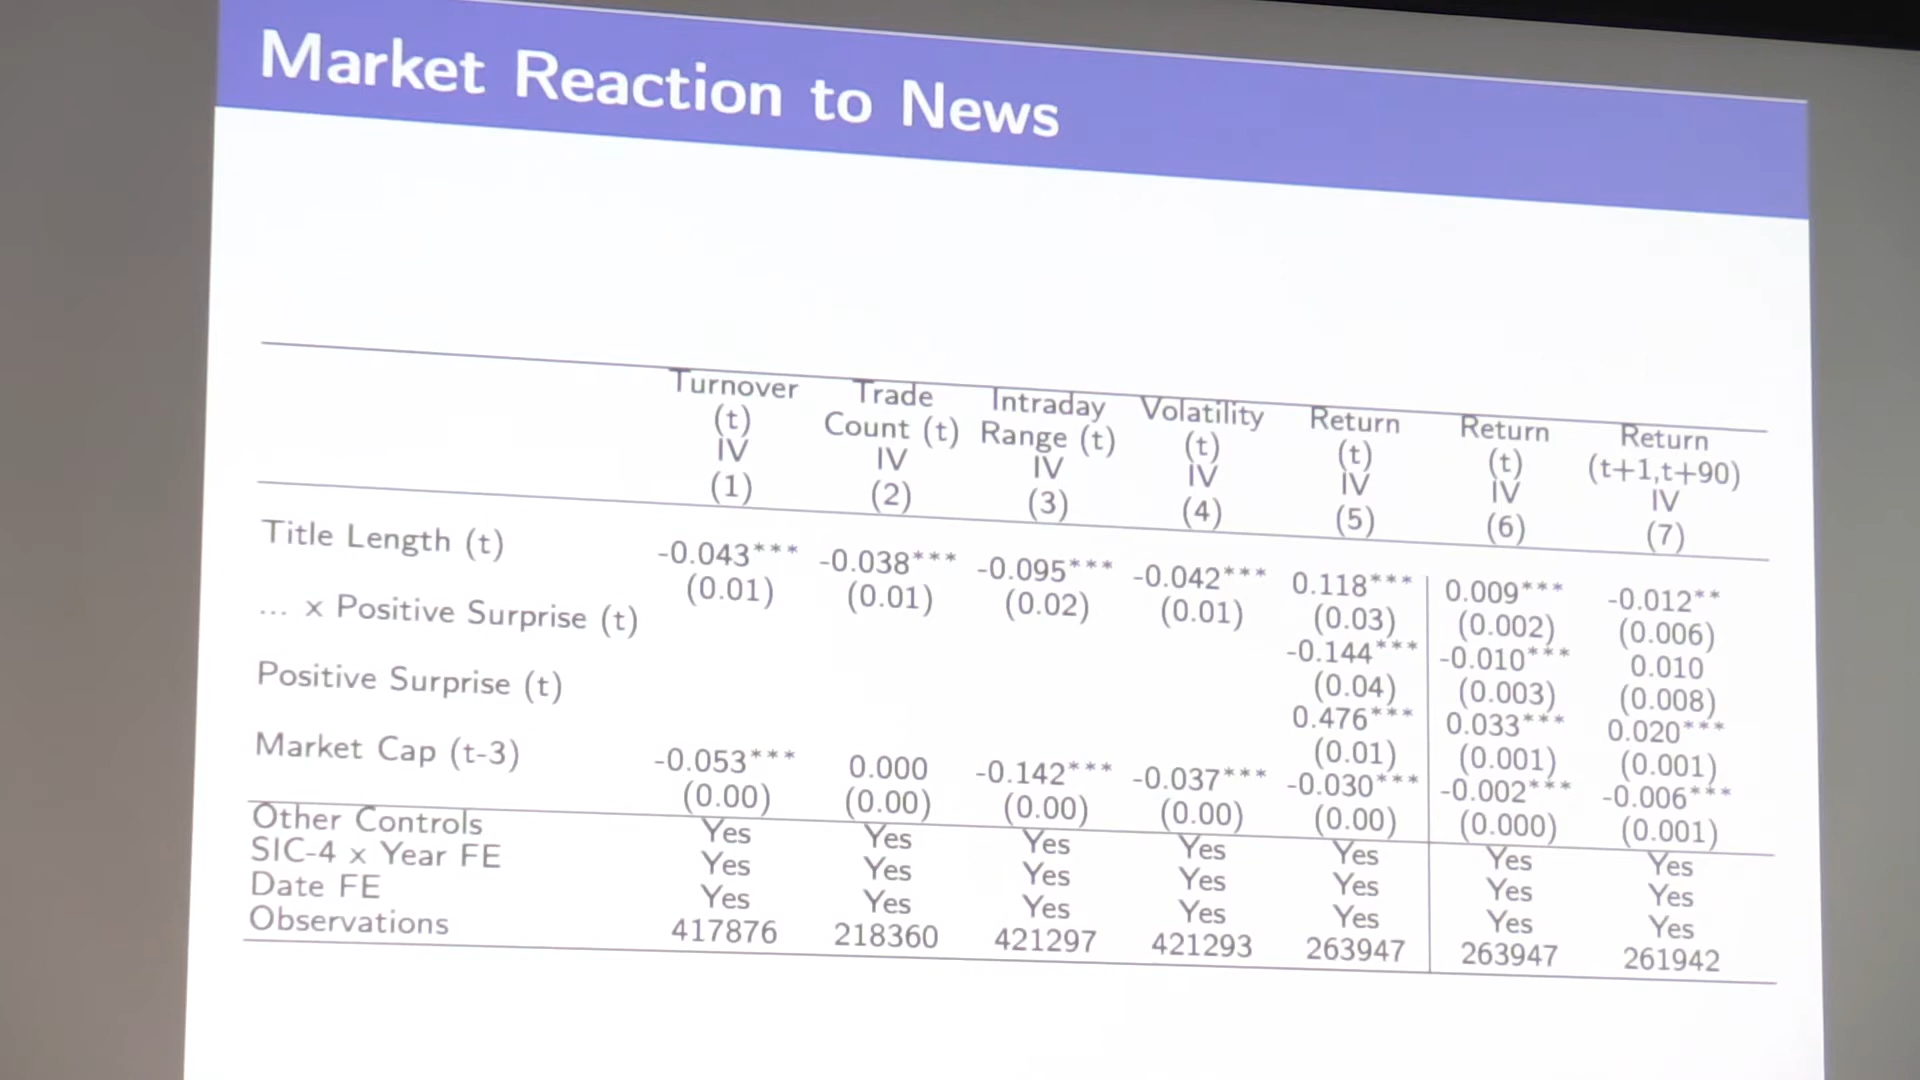 Market Reaction to News
Turnover (t) IV (1) Trade Count (t) IV (2) Intraday Range (t) IV (3) Volatility (t) IV (4) Return (t) IV (5) Return (t) IV (6) Return (t+1,t+90) IV (7)
Title Length (t) -0.043*** -0.038*** -0.095*** -0.042*** 0.118*** 0.009*** -0.012**
(0.01) (0.01) (0.02) (0.01) (0.03) (0.002) (0.006)
... x Positive Surprise (t) -0.144*** -0.010*** 0.010
(0.04) (0.003) (0.008)
Positive Surprise (t) 0.476*** 0.033*** 0.020***
(0.01) (0.001) (0.001)
Market Cap (t-3) -0.053*** 0.000 -0.142*** -0.037*** -0.030*** -0.002*** -0.006***
(0.00) (0.00) (0.00) (0.00) (0.00) (0.000) (0.001)
Other Controls Yes Yes Yes Yes Yes Yes Yes
SIC-4 x Year FE Yes Yes Yes Yes Yes Yes Yes
Date FE Yes Yes Yes Yes Yes Yes Yes
Observations 417876 218360 421297 421293 263947 263947 261942